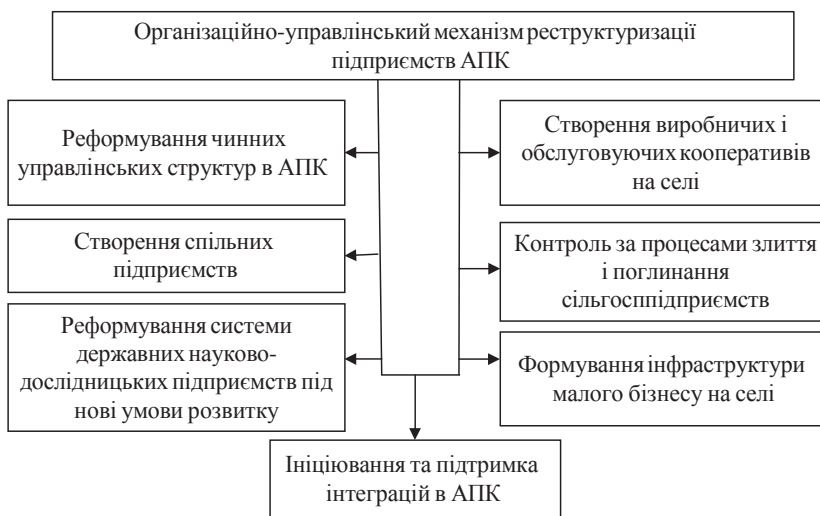 Організаційно-управлінський механізм реструктуризації
підприємств АПК
Реформування чинних
управлінських структур в АПК
Створення виробничих і
обслуговуючих кооперативів
на селі
Створення спільних
підприємств
Контроль за процесами злиття
і поглинання
сільгосппідприємств
Реформування системи
державних науково-
дослідницьких підприємств під
нові умови розвитку
Формування інфраструктури
малого бізнесу на селі
Ініціювання та підтримка
інтеграцій в АПК